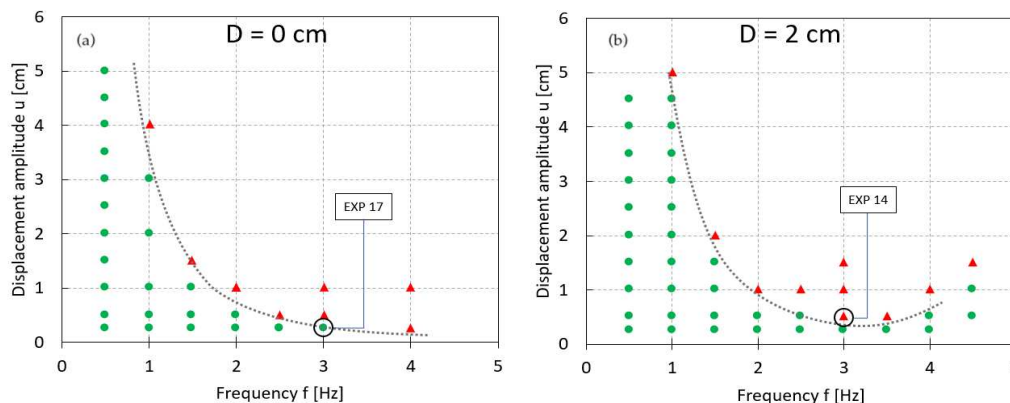 (a)
D = 0 cm
Displacement amplitude u [cm]
6
5
4
3
2
1
0
EXP 17
0 1 2 3 4 5
Frequency f [Hz]
(b)
D = 2 cm
Displacement amplitude u [cm]
6
5
4
3
2
1
0
EXP 14
0 1 2 3 4 5
Frequency f [Hz]